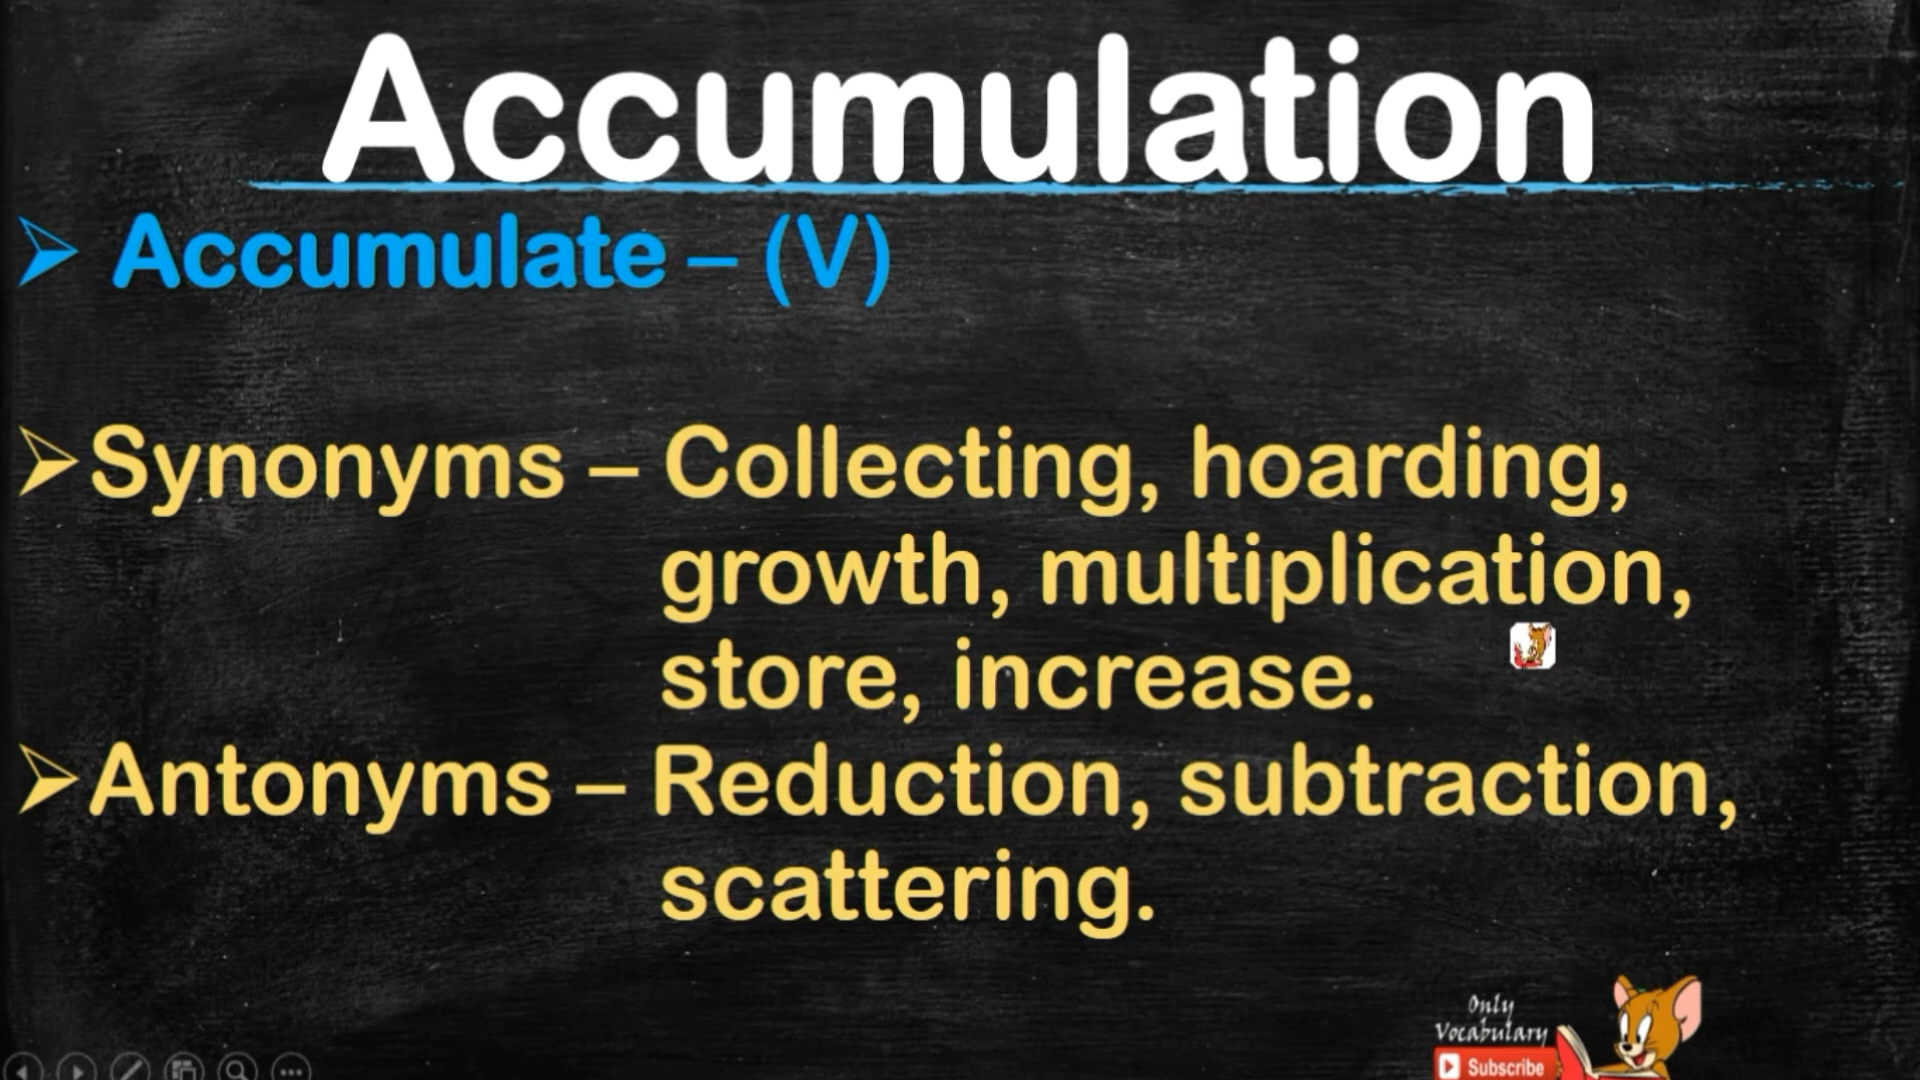 Accumulation
Accumulate – (V)
Synonyms – Collecting, hoarding,
growth, multiplication,
store, increase.
Antonyms – Reduction, subtraction,
scattering.
Only
Vocabulary
Subscribe